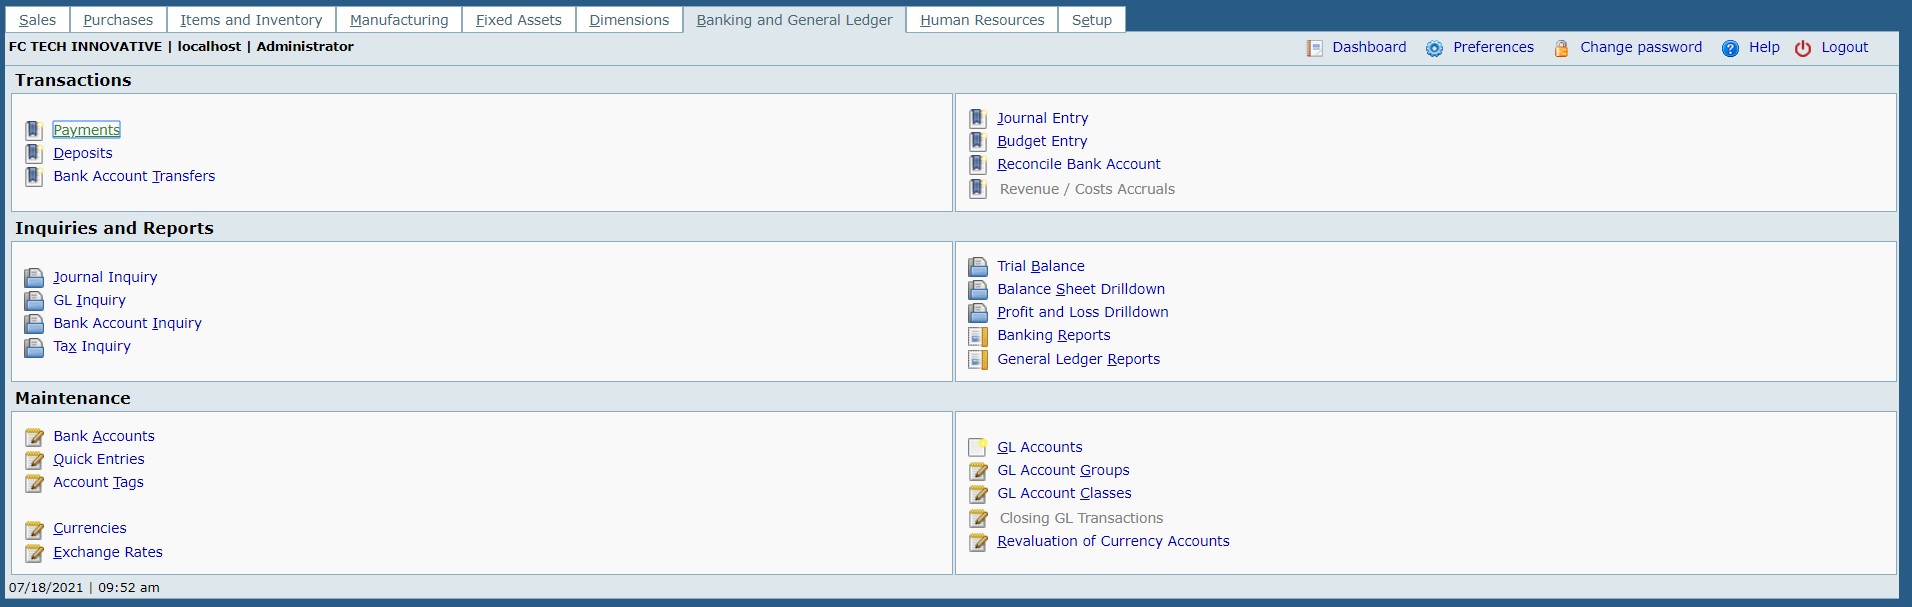 Sales Purchases Items and Inventory Manufacturing Fixed Assets Dimensions Banking and General Ledger Human Resources Setup
FC TECH INNOVATIVE | localhost | Administrator Dashboard Preferences Change password Help Logout
Transactions
Payments
Deposits
Bank Account Transfers
Journal Entry
Budget Entry
Reconcile Bank Account
Revenue / Costs Accruals
Inquiries and Reports
Journal Inquiry
GL Inquiry
Bank Account Inquiry
Tax Inquiry
Trial Balance
Balance Sheet Drilldown
Profit and Loss Drilldown
Banking Reports
General Ledger Reports
Maintenance
Bank Accounts
Quick Entries
Account Tags
Currencies
Exchange Rates
GL Accounts
GL Account Groups
GL Account Classes
Closing GL Transactions
Revaluation of Currency Accounts
07/18/2021 | 09:52 am